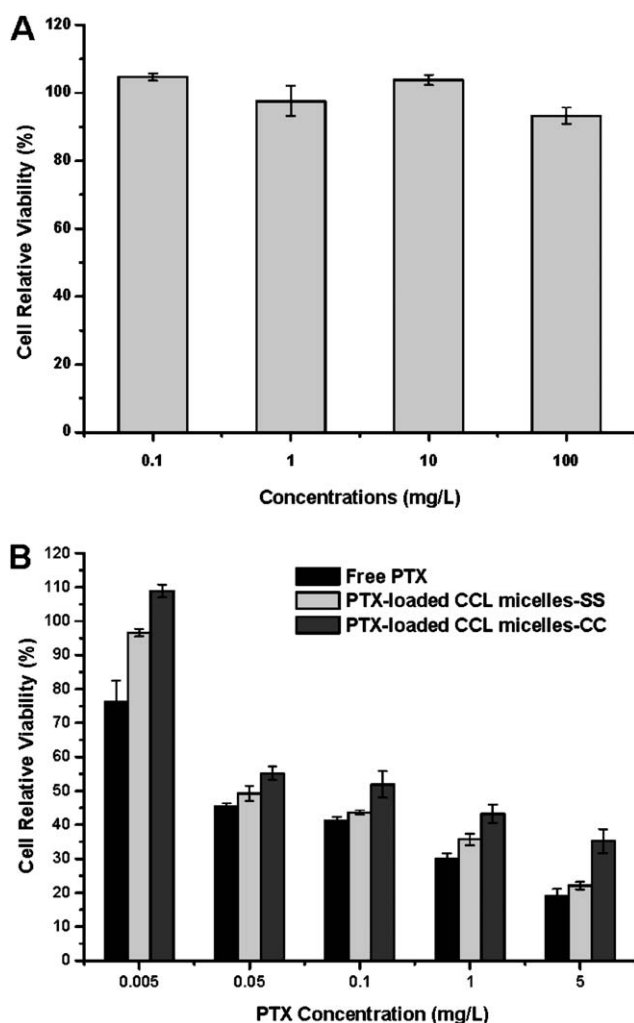 A
120
100
80
60
40
20
0
Cell Relative Viability (%)
0.1 1 10 100
Concentrations (mg/L)
B
120
110
100
90
80
70
60
50
40
30
20
10
0
Cell Relative Viability (%)
Free PTX
PTX-loaded CCL micelles-SS
PTX-loaded CCL micelles-CC
0.005 0.05 0.1 1 5
PTX Concentration (mg/L)